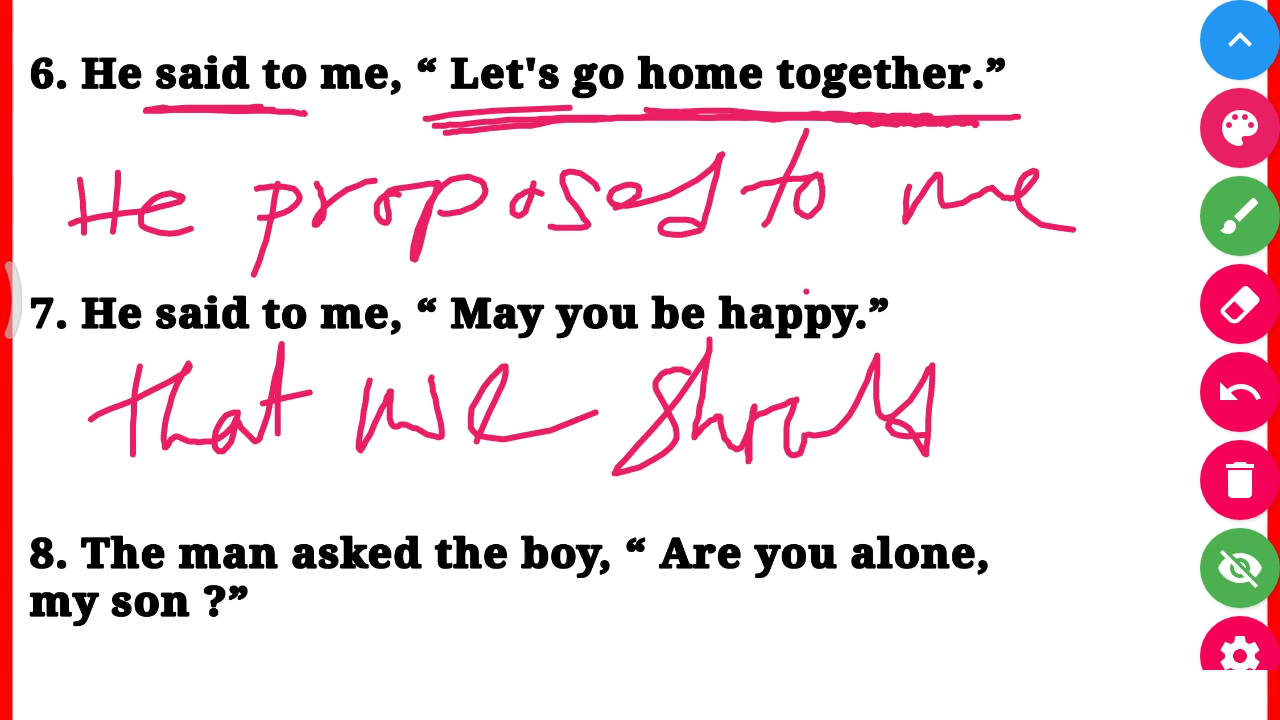 6. He said to me, “ Let's go home together.”
He proposed to me
7. He said to me, “ May you be happy.”
that we should
8. The man asked the boy, “ Are you alone,
my son ?”